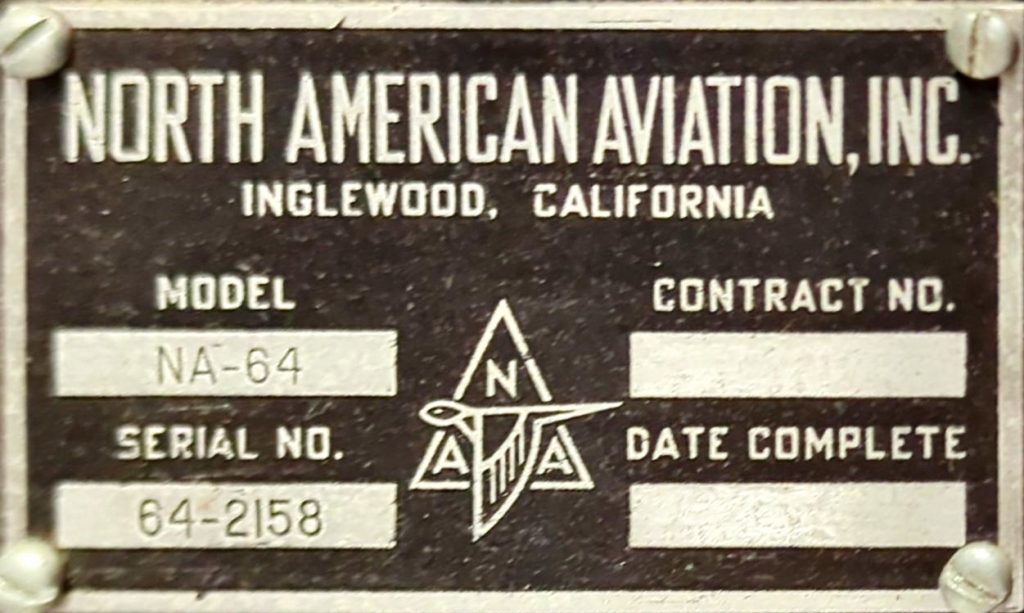 NORTH AMERICAN AVIATION, INC.
INGLEWOOD, CALIFORNIA
MODEL
NA-64
SERIAL NO.
64-2158
N
A A
CONTRACT NO.
DATE COMPLETE